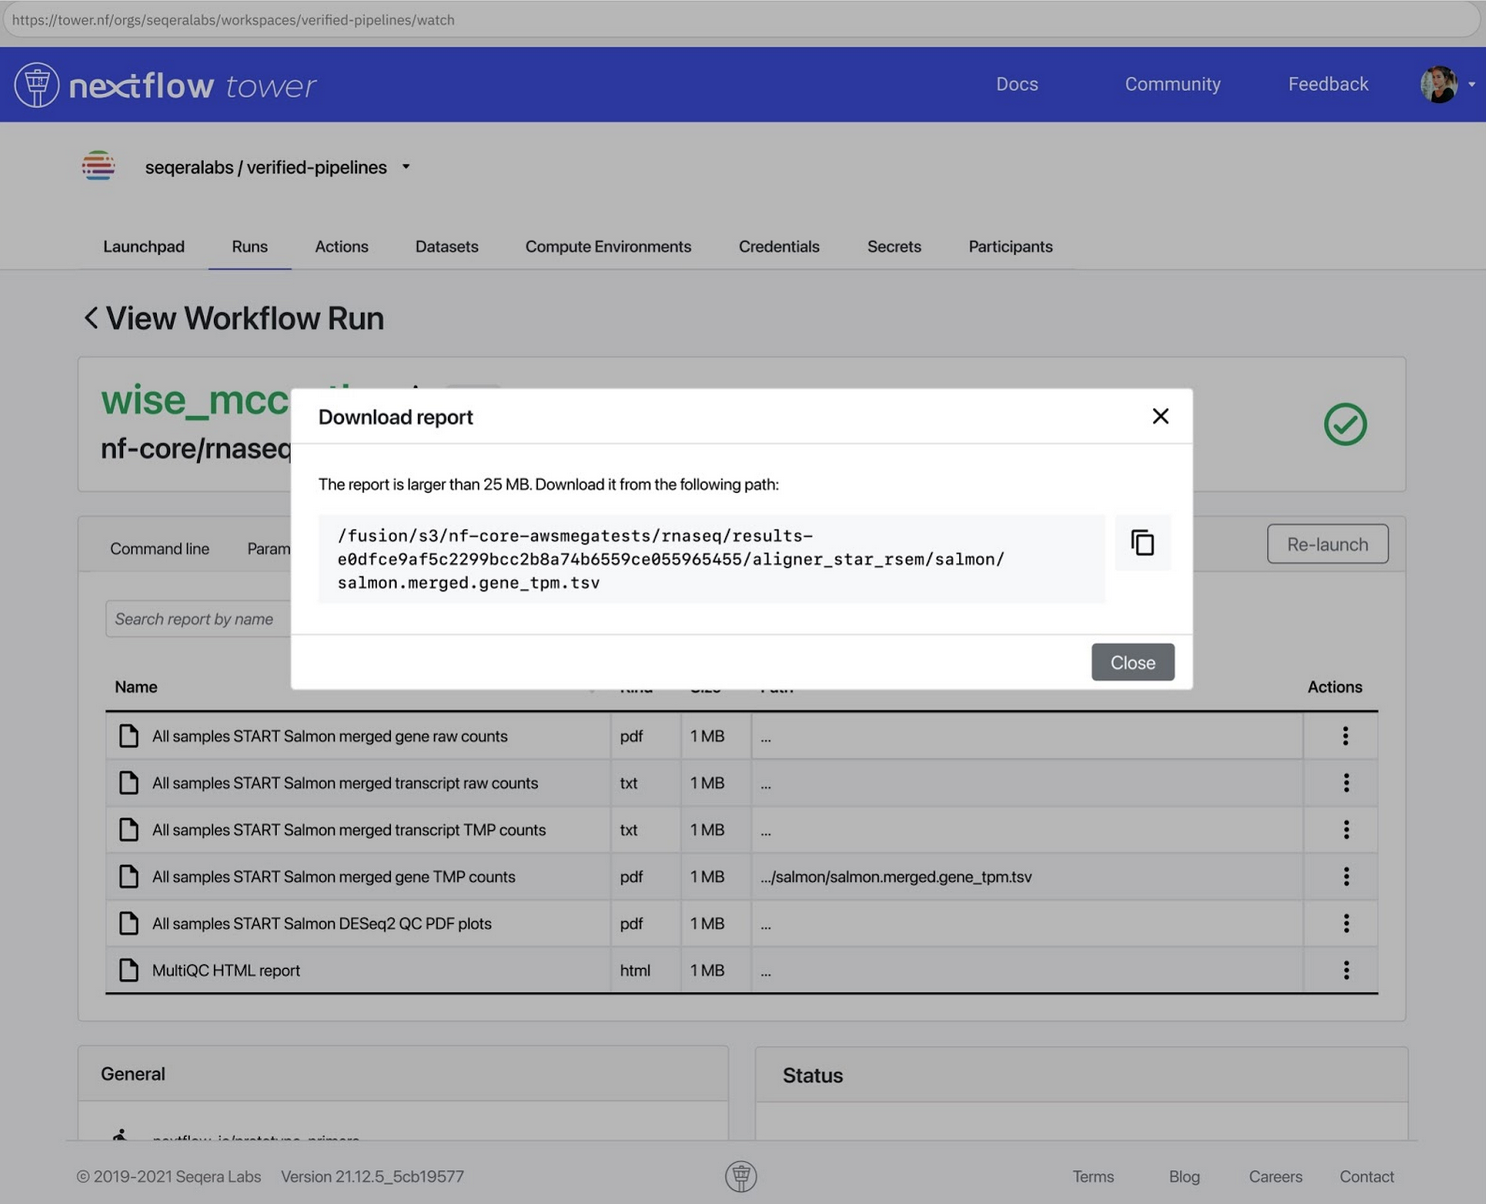 https://tower.nf/orgs/seqeralabs/workspaces/verified-pipelines/watch
nextflow tower
Docs
Community
Feedback
seqeralabs / verified-pipelines
Launchpad
Runs
Actions
Datasets
Compute Environments
Credentials
Secrets
Participants
View Workflow Run
wise_mcc
nf-core/rnaseq
Download report
The report is larger than 25 MB. Download it from the following path:
/fusion/s3/nf-core-awsmegatests/rnaseq/results-
e0dfce9af5c2299bcc2b8a74b6559ce055965455/aligner_star_rsem/salmon/
salmon.merged.gene_tpm.tsv
Close
Command line
Param
Re-launch
Search report by name
Name Kind Size Path Actions
All samples START Salmon merged gene raw counts pdf 1 MB ...
All samples START Salmon merged transcript raw counts txt 1 MB ...
All samples START Salmon merged transcript TMP counts txt 1 MB ...
All samples START Salmon merged gene TMP counts pdf 1 MB .../salmon/salmon.merged.gene_tpm.tsv
All samples START Salmon DESeq2 QC PDF plots pdf 1 MB ...
MultiQC HTML report html 1 MB ...
General
Status
© 2019-2021 Seqera Labs
Version 21.12.5_5cb19577
Terms
Blog
Careers
Contact